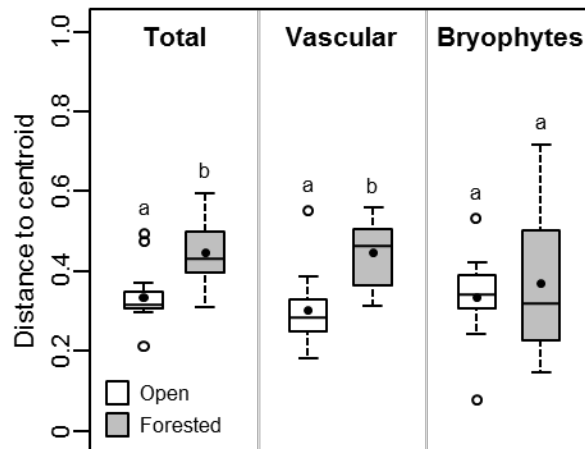 Total Vascular Bryophytes
Distance to centroid
1.0
0.8
0.6
0.4
0.2
0
a b a b a a
Open
Forested